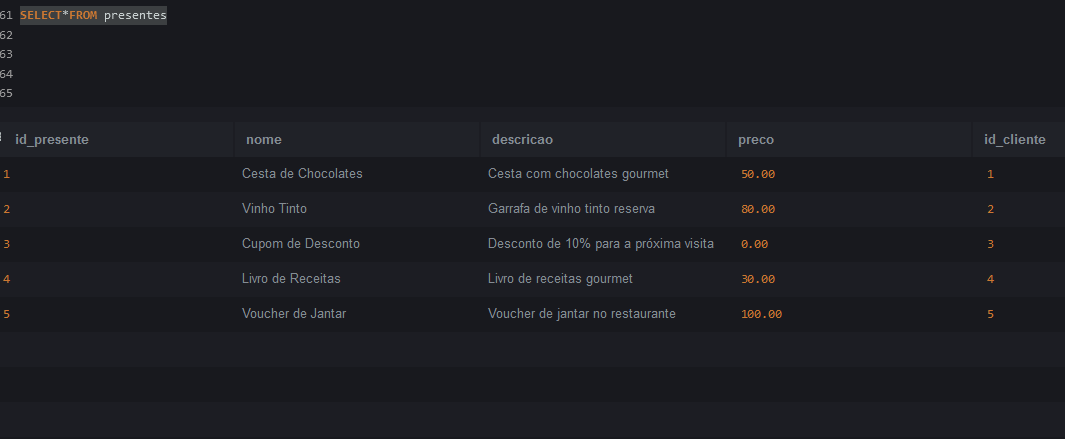 61 SELECT*FROM presentes
62
63
64
65
id_presente nome descricao preco id_cliente
1 Cesta de Chocolates Cesta com chocolates gourmet 50.00 1
2 Vinho Tinto Garrafa de vinho tinto reserva 80.00 2
3 Cupom de Desconto Desconto de 10% para a próxima visita 0.00 3
4 Livro de Receitas Livro de receitas gourmet 30.00 4
5 Voucher de Jantar Voucher de jantar no restaurante 100.00 5